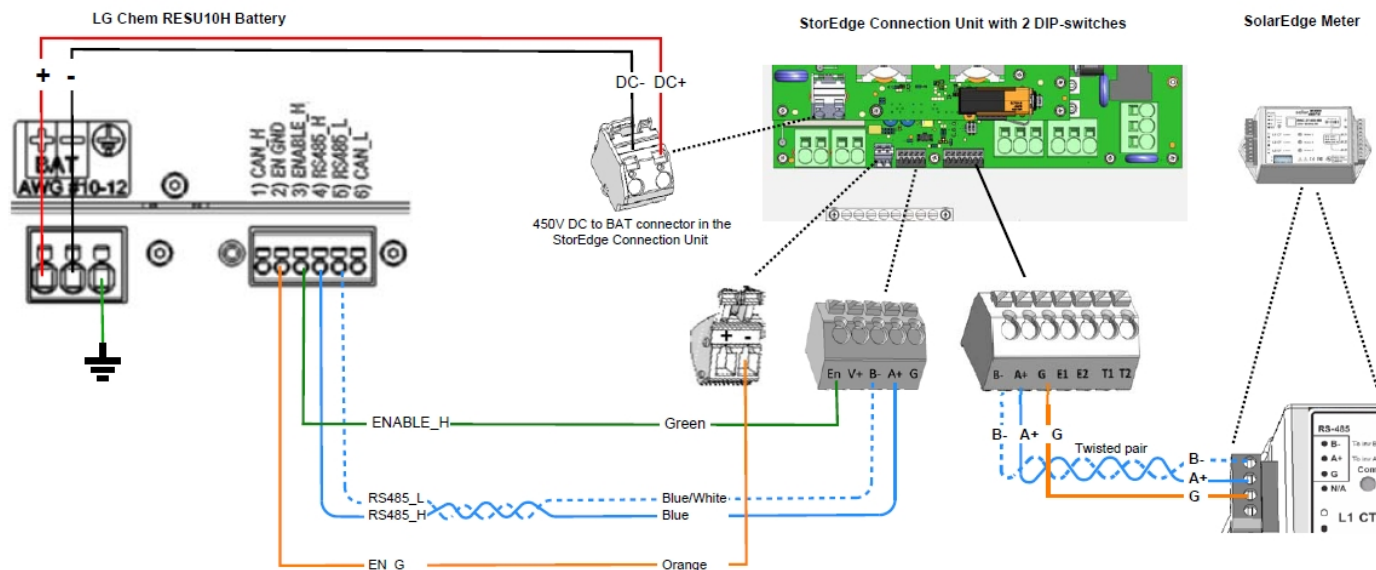 LG Chem RESU10H Battery
StorEdge Connection Unit with 2 DIP-switches
SolarEdge Meter
+ -
DC- DC+
+ -
BAT
AWG #10-12
1) CAN_H
2) EN GND
3) ENABLE_H
4) RS485_H
5) RS485_L
6) CAN_L
450V DC to BAT connector in the
StorEdge Connection Unit
+ -
En V+ B- A+ G
B- A+ G E1 E2 T1 T2
ENABLE_H
Green
B- A+ G
Twisted pair
B-
A+
G
RS-485
B-
A+
G
N/A
L1 CT
RS485_L
Blue/White
RS485_H
Blue
EN_G
Orange